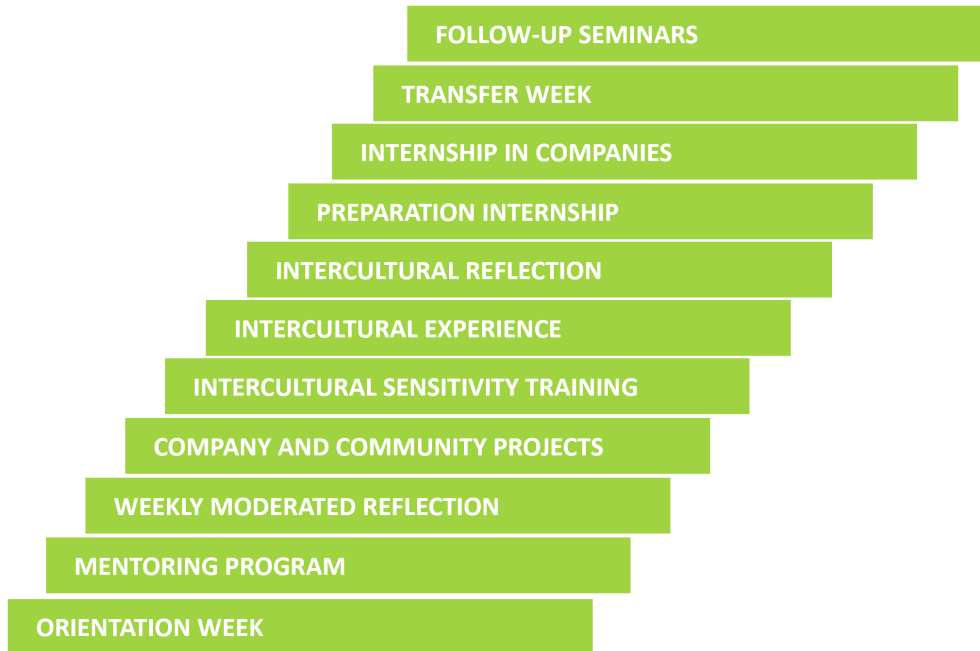 FOLLOW-UP SEMINARS
TRANSFER WEEK
INTERNSHIP IN COMPANIES
PREPARATION INTERNSHIP
INTERCULTURAL REFLECTION
INTERCULTURAL EXPERIENCE
INTERCULTURAL SENSITIVITY TRAINING
COMPANY AND COMMUNITY PROJECTS
WEEKLY MODERATED REFLECTION
MENTORING PROGRAM
ORIENTATION WEEK